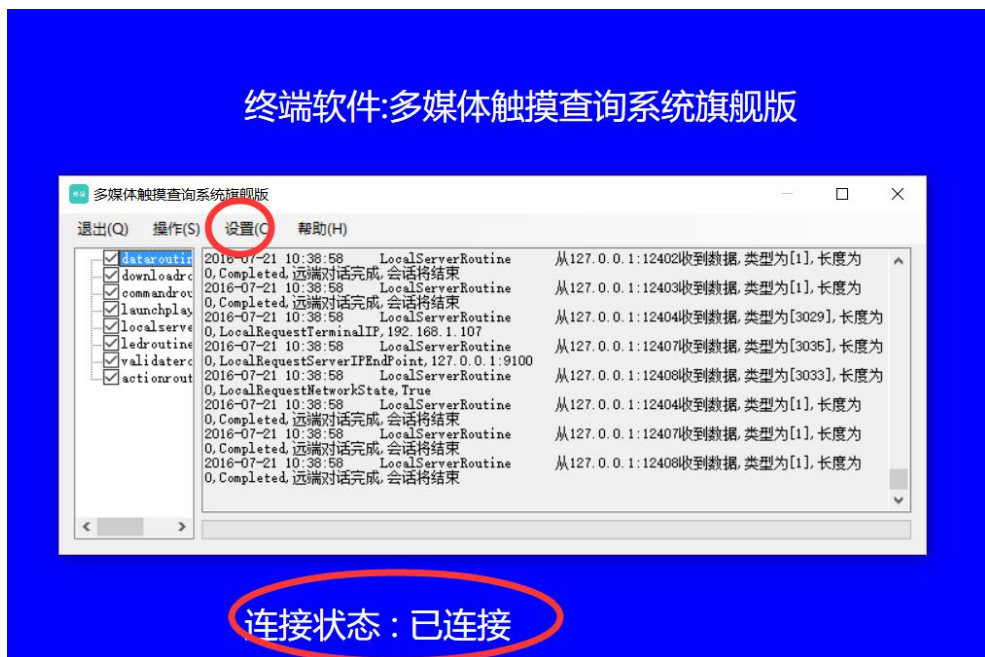 终端软件:多媒体触摸查询系统旗舰版
多媒体触摸查询系统旗舰版
退出(Q) 操作(S) 设置(C) 帮助(H)
dataroutin
downloadrc
commandrou
launchplay
localserve
ledroutine
validaterc
actionrout
2016-07-21 10:38:58 LocalServerRoutine 从127.0.0.1:12402收到数据,类型为[1],长度为
0,Completed,远端对话完成,会话将结束
2016-07-21 10:38:58 LocalServerRoutine 从127.0.0.1:12403收到数据,类型为[1],长度为
0,Completed,远端对话完成,会话将结束
2016-07-21 10:38:58 LocalServerRoutine 从127.0.0.1:12404收到数据,类型为[3029],长度为
0,LocalRequestTerminalIP,192.168.1.107
2016-07-21 10:38:58 LocalServerRoutine 从127.0.0.1:12407收到数据,类型为[3035],长度为
0,LocalRequestServerIPEndPoint,127.0.0.1:9100
2016-07-21 10:38:58 LocalServerRoutine 从127.0.0.1:12408收到数据,类型为[3033],长度为
0,LocalRequestNetworkState,True
2016-07-21 10:38:58 LocalServerRoutine 从127.0.0.1:12404收到数据,类型为[1],长度为
0,Completed,远端对话完成,会话将结束
2016-07-21 10:38:58 LocalServerRoutine 从127.0.0.1:12407收到数据,类型为[1],长度为
0,Completed,远端对话完成,会话将结束
2016-07-21 10:38:58 LocalServerRoutine 从127.0.0.1:12408收到数据,类型为[1],长度为
0,Completed,远端对话完成,会话将结束
连接状态:已连接